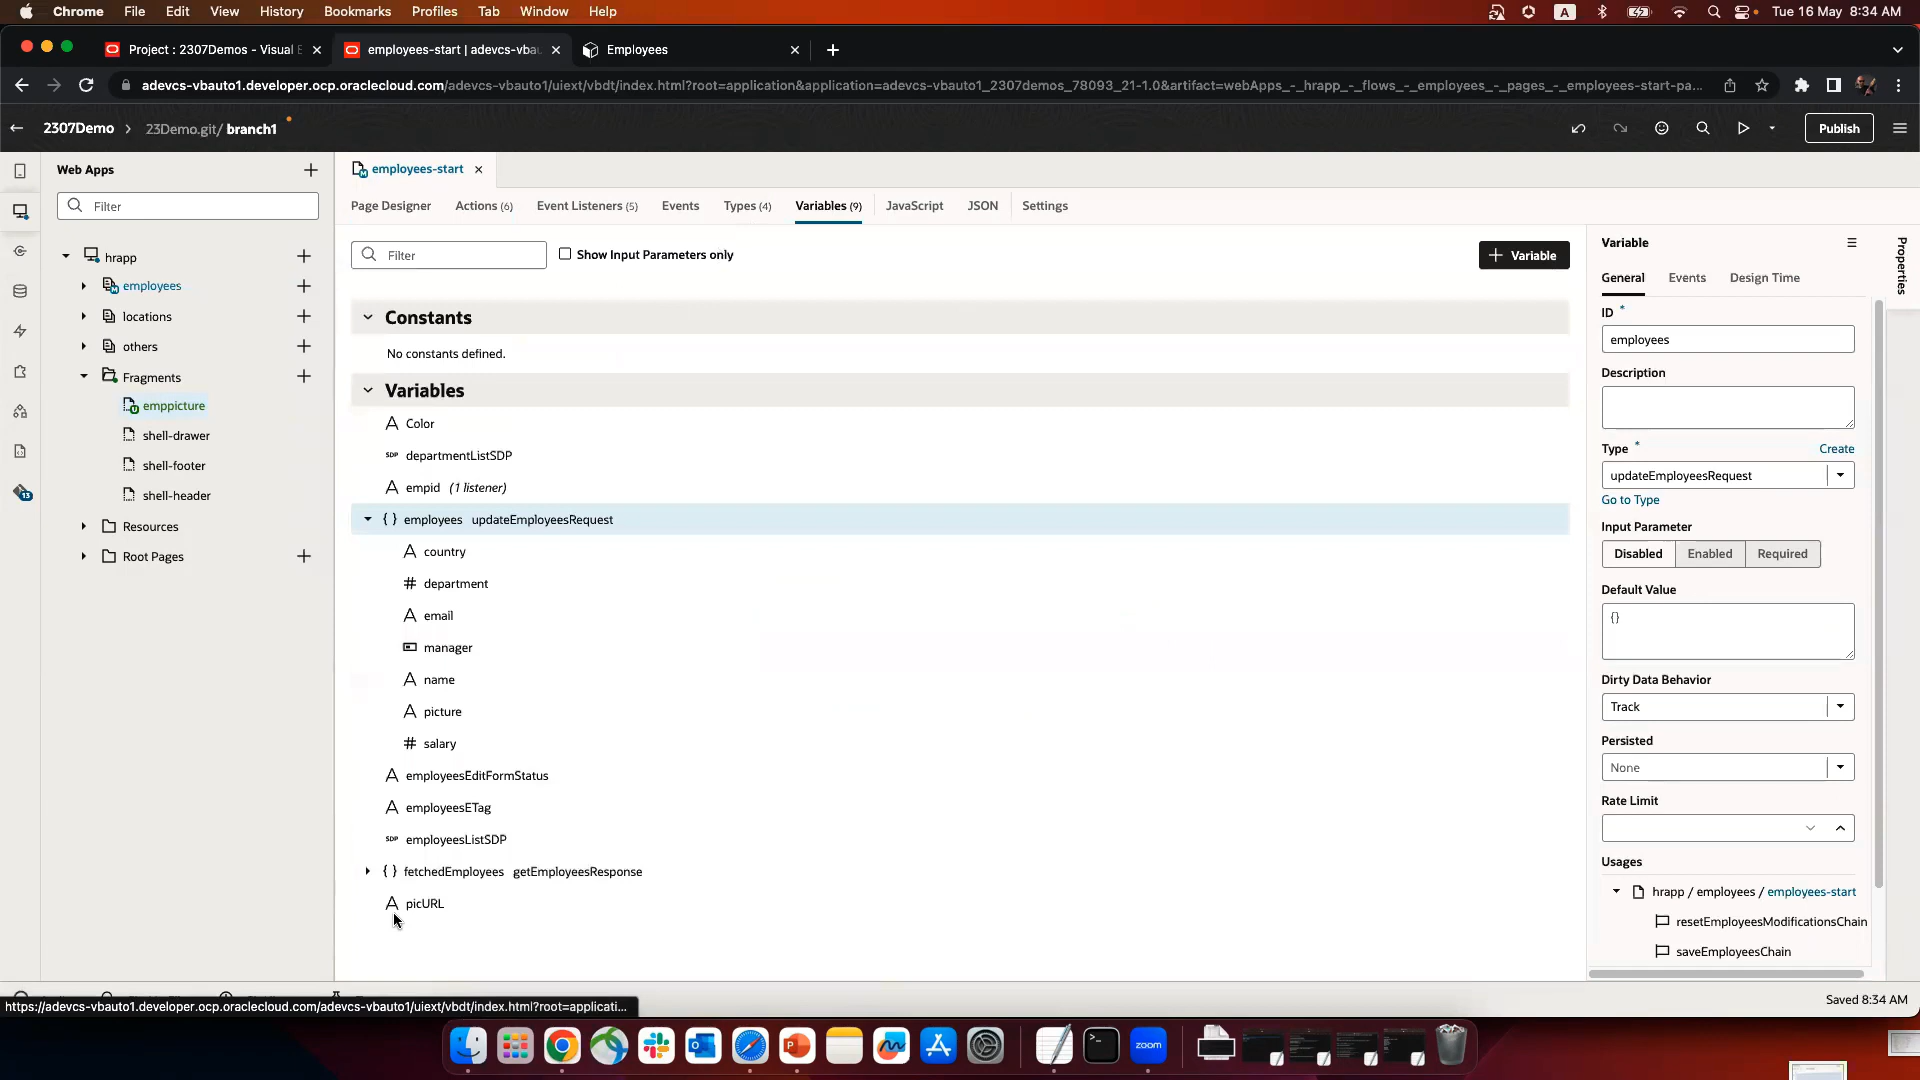 Chrome File Edit View History Bookmarks Profiles Tab Window Help A Tue 16 May 8:34 AM
Project : 2307Demos - Visual employees-start | adevcs-vbau Employees
adevcs-vbauto1.developer.ocp.oraclecloud.com/adevcs-vbauto1/uiext/vbdt/index.html?root=application&application=adevcs-vbauto1_2307demos_78093_21-1.0&artifact=webApps_-_hrapp_-_flows_-_employees_-_pages_-_employees-start-pa...
2307Demo > 23Demo.git/ branch1 Publish
Web Apps employees-start
Filter Page Designer Actions (6) Event Listeners (5) Events Types (4) Variables (9) JavaScript JSON Settings
hrapp
employees
locations
others
Fragments
emppicture
shell-drawer
shell-footer
shell-header
Resources
Root Pages
13
Filter Show Input Parameters only Variable
Constants
No constants defined.
Variables
A Color
SDP departmentListSDP
A empid (1 listener)
{ } employees updateEmployeesRequest
A country
# department
A email
manager
A name
A picture
# salary
A employeesEditFormStatus
A employeesETag
SDP employeesListSDP
{ } fetchedEmployees getEmployeesResponse
A picURL
Variable
Properties
General Events Design Time
ID *
employees
Description
Type * Create
updateEmployeesRequest
Go to Type
Input Parameter
Disabled Enabled Required
Default Value
{}
Dirty Data Behavior
Track
Persisted
None
Rate Limit
Usages
hrapp / employees / employees-start
resetEmployeesModificationsChain
saveEmployeesChain
https://adevcs-vbauto1.developer.ocp.oraclecloud.com/adevcs-vbauto1/uiext/vbdt/index.html?root=applicati...
Saved 8:34 AM
zoom